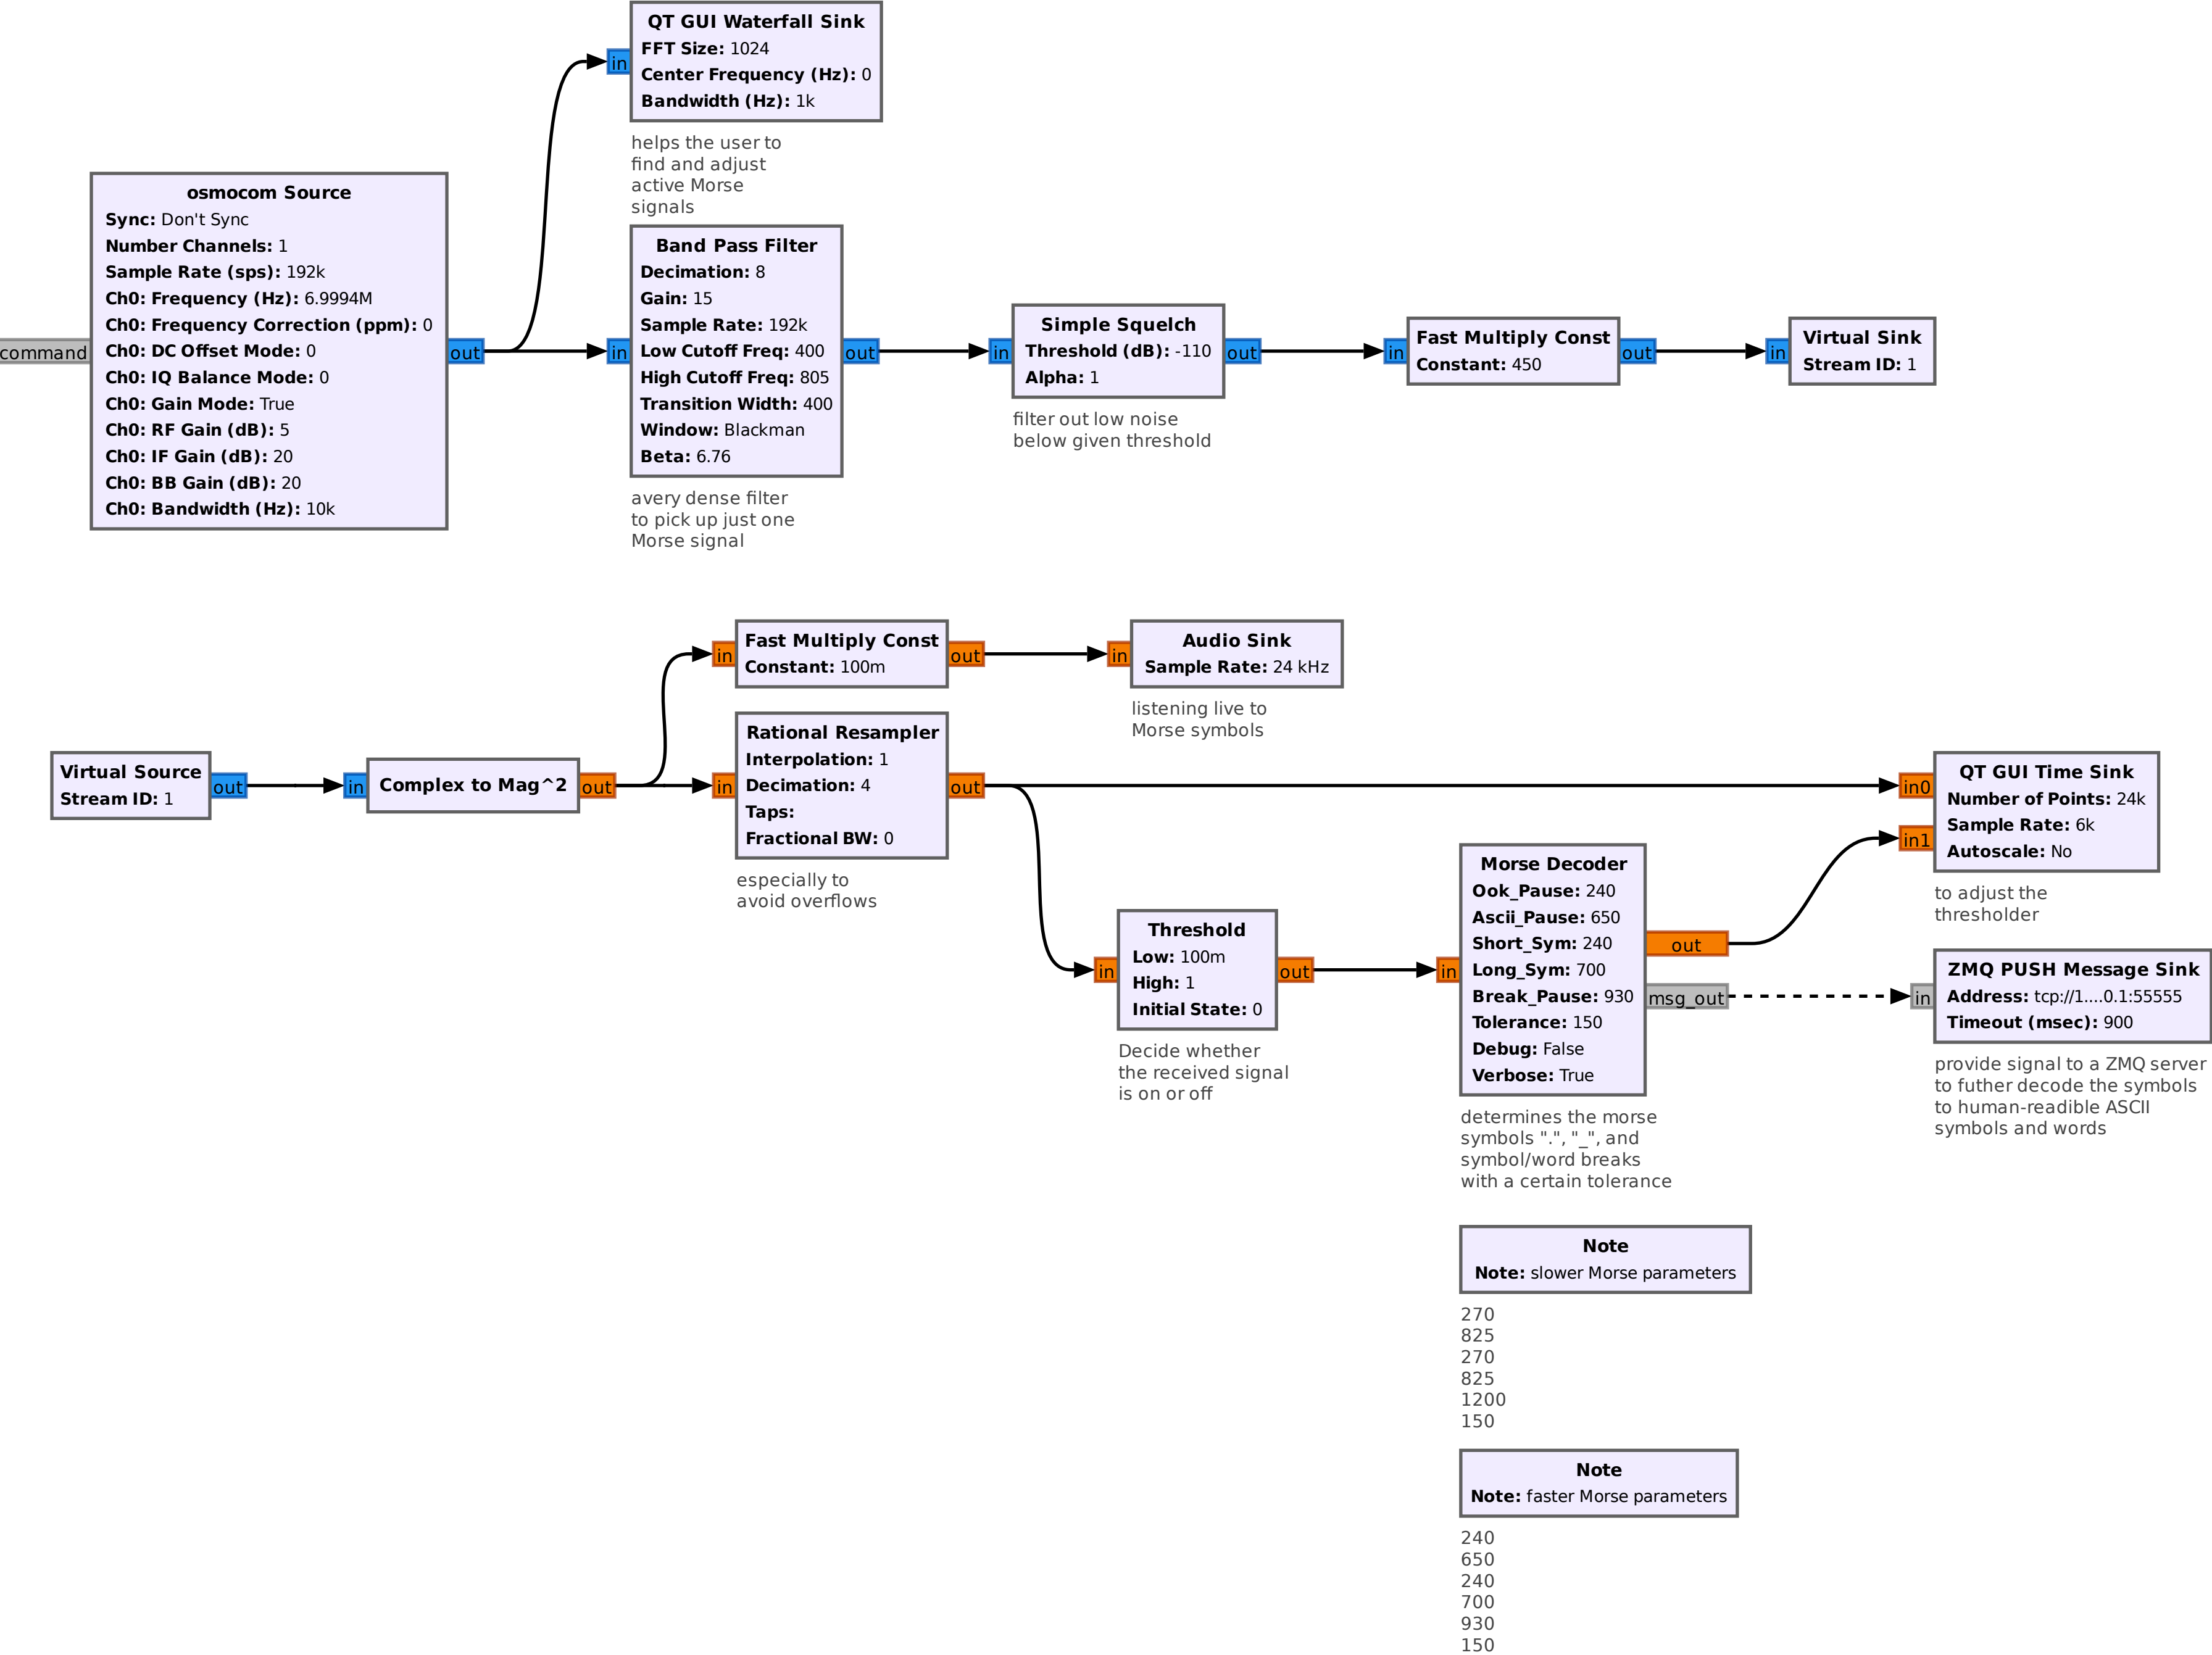 QT GUI Waterfall Sink
FFT Size: 1024
Center Frequency (Hz): 0
Bandwidth (Hz): 1k
in
helps the user to
find and adjust
active Morse
signals
osmocom Source
Sync: Don't Sync
Number Channels: 1
Sample Rate (sps): 192k
Ch0: Frequency (Hz): 6.9994M
Ch0: Frequency Correction (ppm): 0
Ch0: DC Offset Mode: 0
Ch0: IQ Balance Mode: 0
Ch0: Gain Mode: True
Ch0: RF Gain (dB): 5
Ch0: IF Gain (dB): 20
Ch0: BB Gain (dB): 20
Ch0: Bandwidth (Hz): 10k
command
out
Band Pass Filter
Decimation: 8
Gain: 15
Sample Rate: 192k
Low Cutoff Freq: 400
High Cutoff Freq: 805
Transition Width: 400
Window: Blackman
Beta: 6.76
in
out
avery dense filter
to pick up just one
Morse signal
Simple Squelch
Threshold (dB): -110
Alpha: 1
in
out
filter out low noise
below given threshold
Fast Multiply Const
Constant: 450
in
out
Virtual Sink
Stream ID: 1
in
Fast Multiply Const
Constant: 100m
in
out
Audio Sink
Sample Rate: 24 kHz
in
listening live to
Morse symbols
Virtual Source
Stream ID: 1
out
Complex to Mag^2
in
out
Rational Resampler
Interpolation: 1
Decimation: 4
Taps:
Fractional BW: 0
in
out
especially to
avoid overflows
QT GUI Time Sink
Number of Points: 24k
Sample Rate: 6k
Autoscale: No
in0
in1
to adjust the
thresholder
Threshold
Low: 100m
High: 1
Initial State: 0
in
out
Decide whether
the received signal
is on or off
Morse Decoder
Ook_Pause: 240
Ascii_Pause: 650
Short_Sym: 240
Long_Sym: 700
Break_Pause: 930
Tolerance: 150
Debug: False
Verbose: True
in
out
msg_out
determines the morse
symbols ".", "_", and
symbol/word breaks
with a certain tolerance
ZMQ PUSH Message Sink
Address: tcp://1....0.1:55555
Timeout (msec): 900
in
provide signal to a ZMQ server
to futher decode the symbols
to human-readible ASCII
symbols and words
Note
Note: slower Morse parameters
270
825
270
825
1200
150
Note
Note: faster Morse parameters
240
650
240
700
930
150